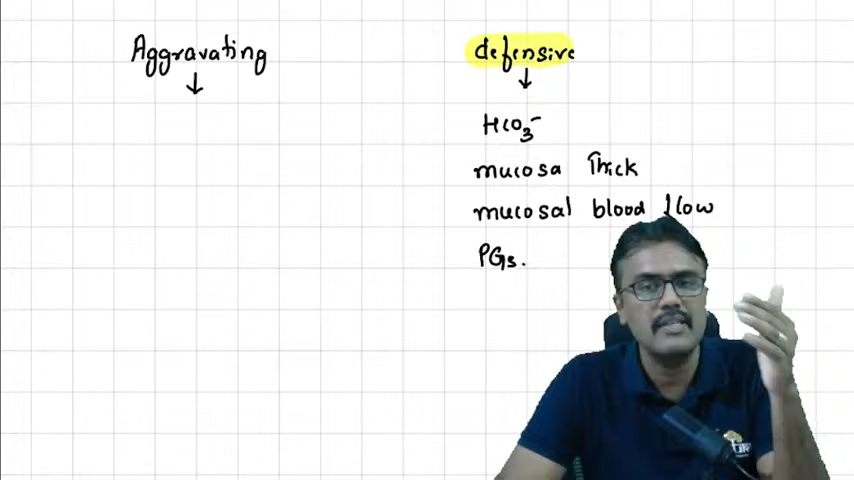 Aggravating
defensive
HCO3-
mucosa Thick
mucosal blood flow
PGs.